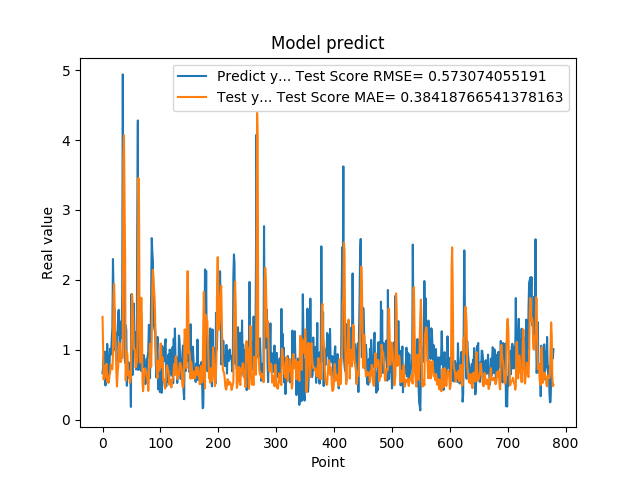 Model predict
Predict y... Test Score RMSE= 0.573074055191
Test y... Test Score MAE= 0.38418766541378163
Real value
5
4
3
2
1
0
0 100 200 300 400 500 600 700 800
Point